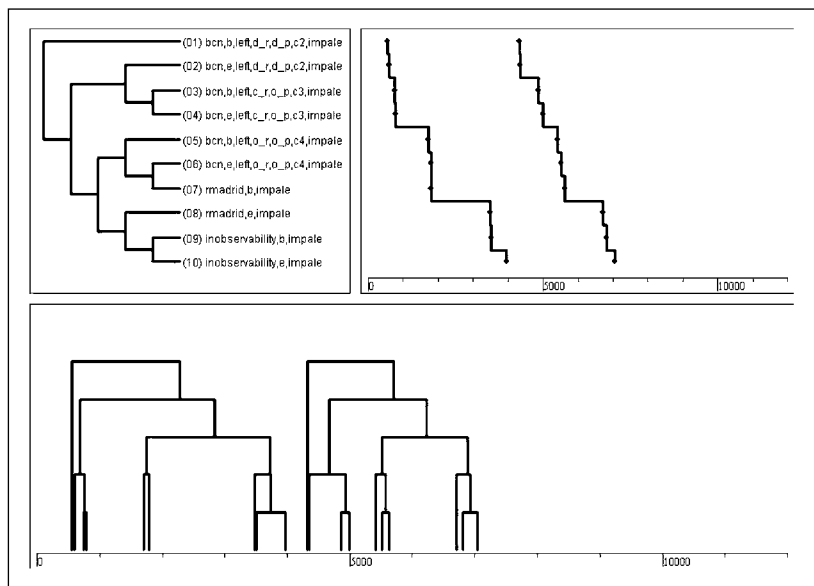 (01) bcn,b,left,d_r,d_p,c2,impale
(02) bcn,e,left,d_r,d_p,c2,impale
(03) bcn,b,left,c_r,o_p,c3,impale
(04) bcn,e,left,c_r,o_p,c3,impale
(05) bcn,b,left,o_r,o_p,c4,impale
(06) bcn,e,left,o_r,o_p,c4,impale
(07) rmadrid,b,impale
(08) rmadrid,e,impale
(09) inobservability,b,impale
(10) inobservability,e,impale
0 5000 10000
0 5000 10000